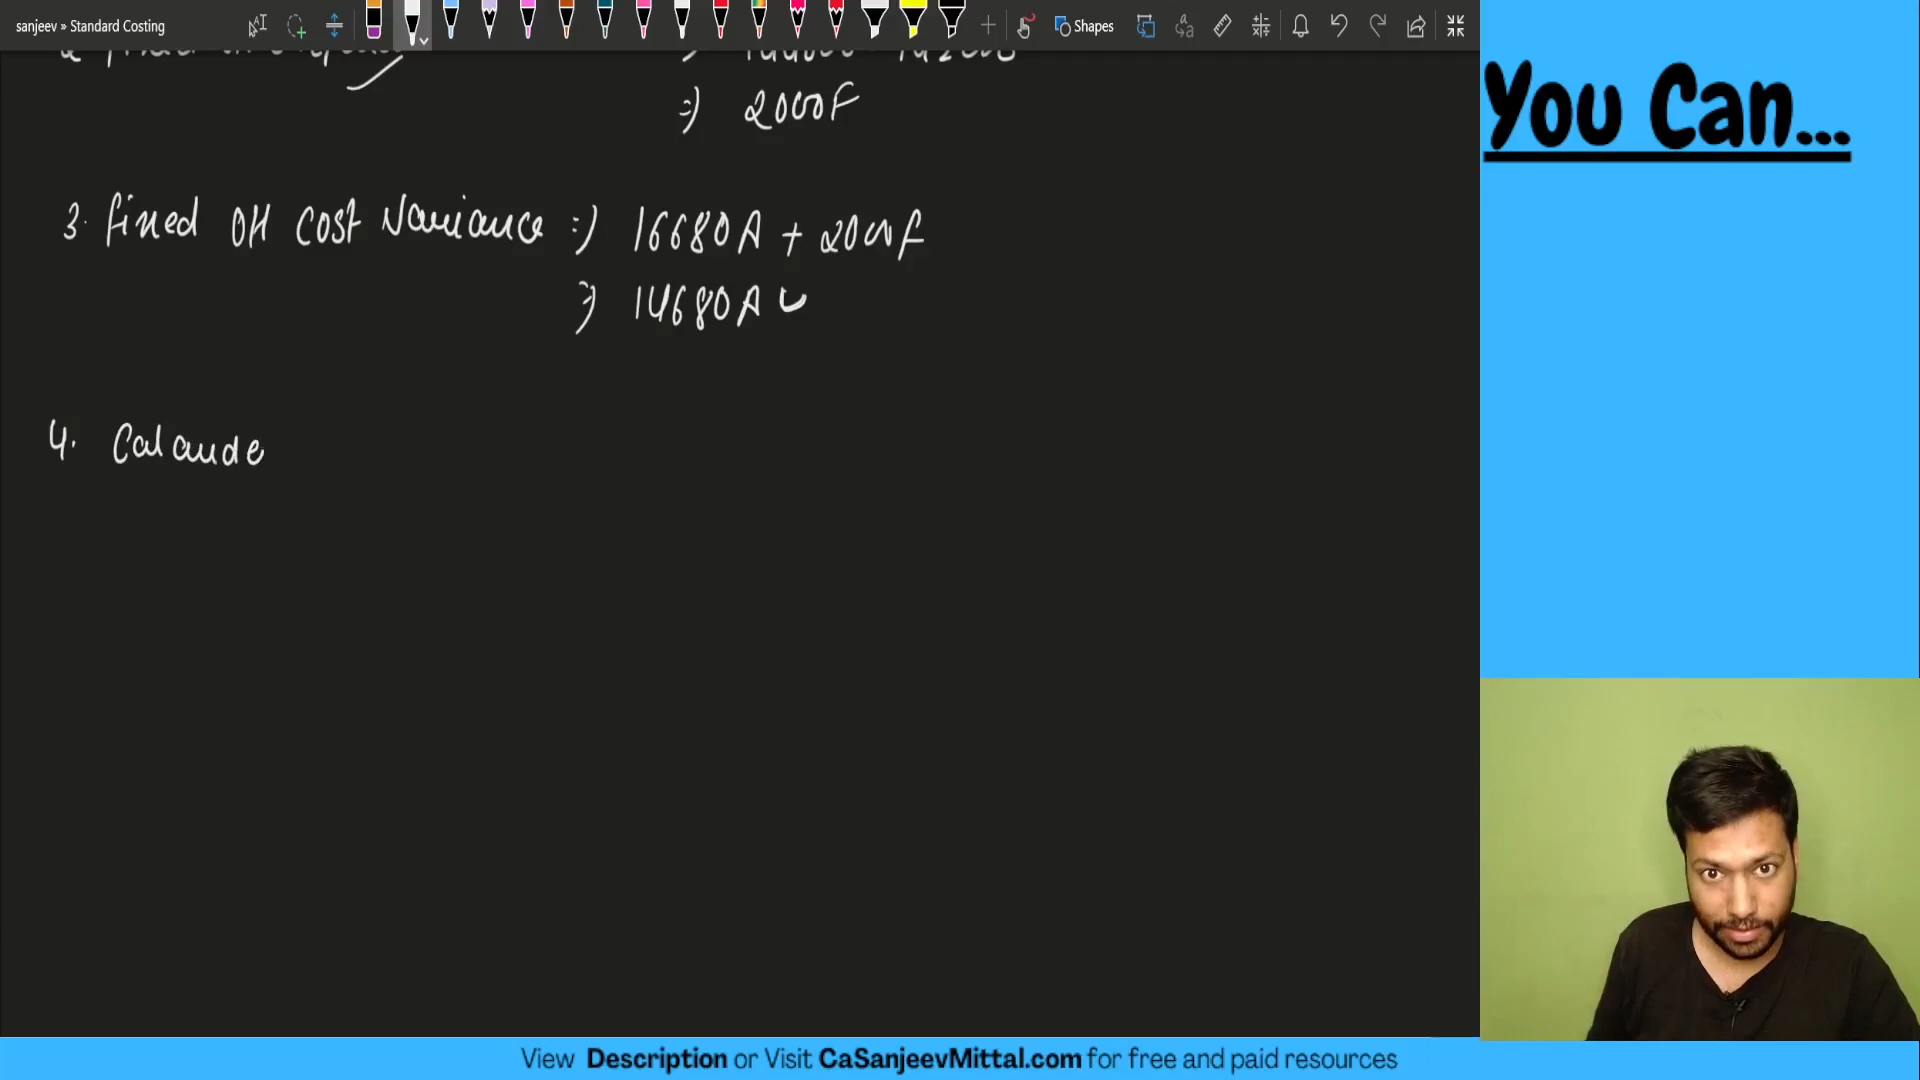 sanjeev » Standard Costing
Shapes
You Can...
=) 2000F
3. Fixed OH Cost Variance =) 16680A + 2000F
=) 14680A
4. Calaude
View Description or Visit CaSanjeevMittal.com for free and paid resources